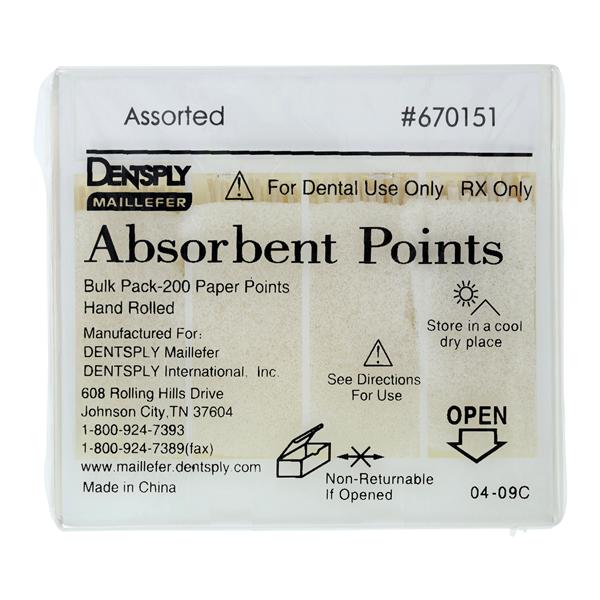 Assorted #670151
DENTSPLY
MAILLEFER
For Dental Use Only RX Only
Absorbent Points
Bulk Pack-200 Paper Points
Hand Rolled
Manufactured For:
DENTSPLY Maillefer
DENTSPLY International, Inc.
608 Rolling Hills Drive
Johnson City,TN 37604
1-800-924-7393
1-800-924-7389(fax)
www.maillefer.dentsply.com
Made in China
Store in a cool
dry place
See Directions
For Use
Non-Returnable
If Opened
OPEN
04-09C